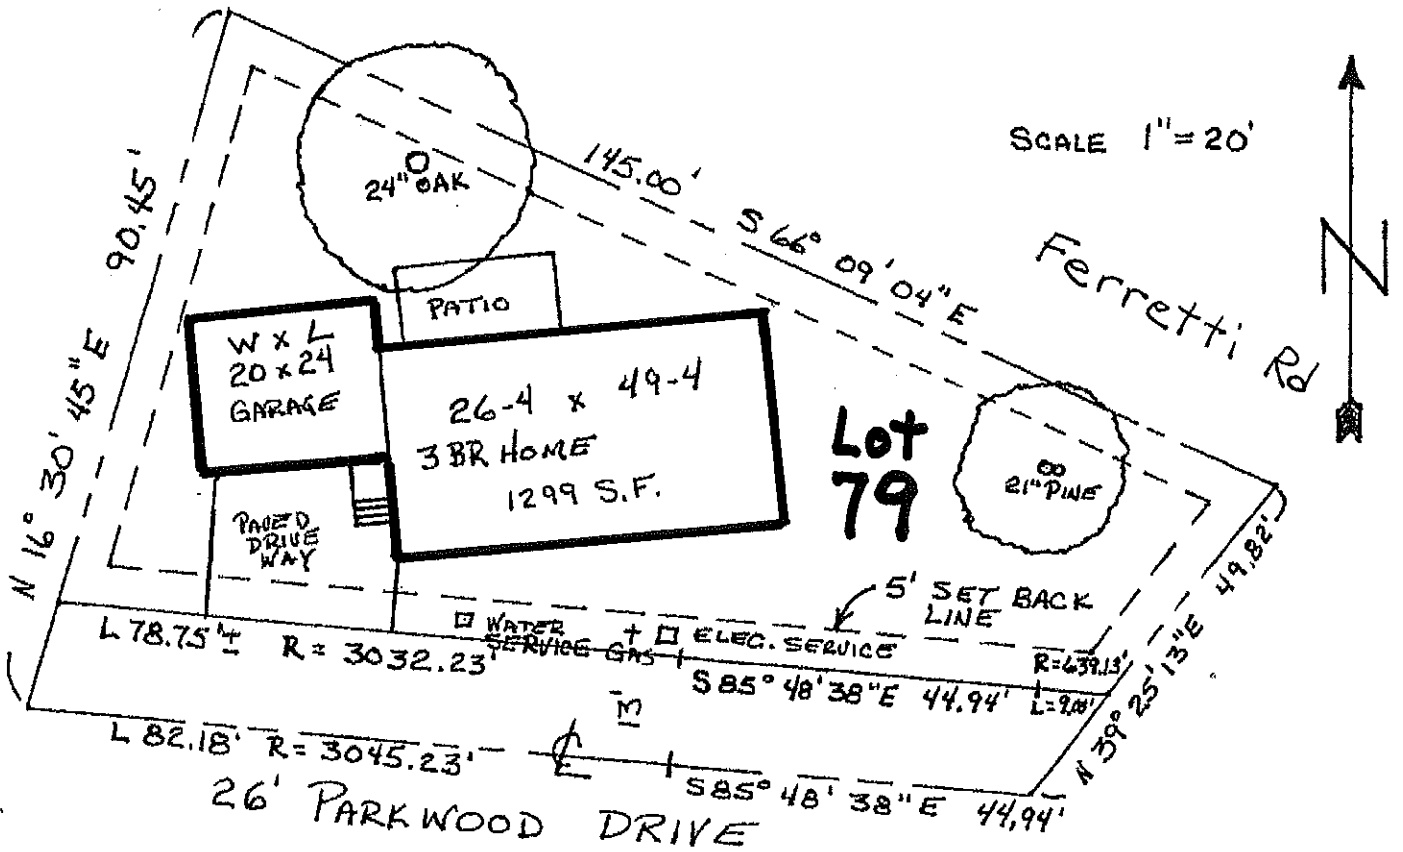 SCALE 1"=20'
N
Ferretti Rd
145.00' S 66° 09' 04" E
24" OAK
90.45'
N 16° 30' 45" E
PATIO
W x L
20 x 24
GARAGE
26-4 x 49-4
3 BR HOME
1299 S.F.
Lot
79
21" PINE
PAVED
DRIVE
WAY
5' SET BACK
LINE
49.82'
N 39° 25' 13" E
WATER
SERVICE
GAS
ELEC. SERVICE
L 78.75'± R = 3032.23'
S 85° 48' 38" E 44.94'
R=639.13'
L=9.00'
13
L 82.18' R = 3045.23'
℄
S 85° 48' 38" E 44.94'
26' PARKWOOD DRIVE